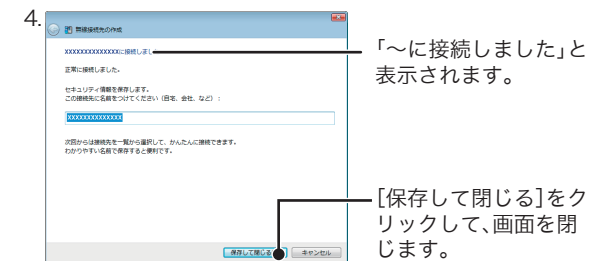 4.
無線接続先の作成
XXXXXXXXXXXXXに接続しました
正常に接続しました。
セキュリティ情報を保存します。
この接続先に名前をつけてください（自宅、会社、など）：
XXXXXXXXXXXXX
次回からは接続先を一覧から選択して、かんたんに接続できます。
わかりやすい名前で保存すると便利です。
保存して閉じる
キャンセル
「～に接続しました」と
表示されます。
[保存して閉じる]をク
リックして、画面を閉
じます。